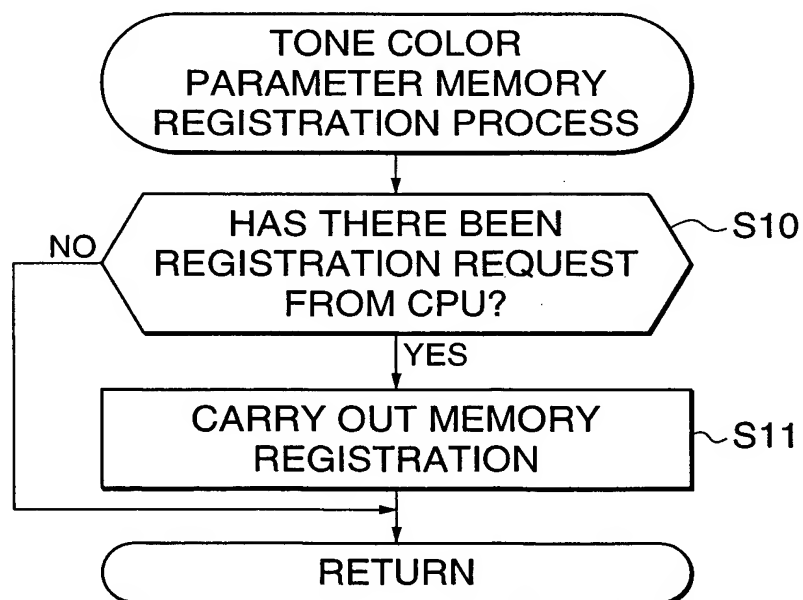 TONE COLOR
PARAMETER MEMORY
REGISTRATION PROCESS
HAS THERE BEEN
REGISTRATION REQUEST
FROM CPU?
S10
NO
YES
CARRY OUT MEMORY
REGISTRATION
S11
RETURN